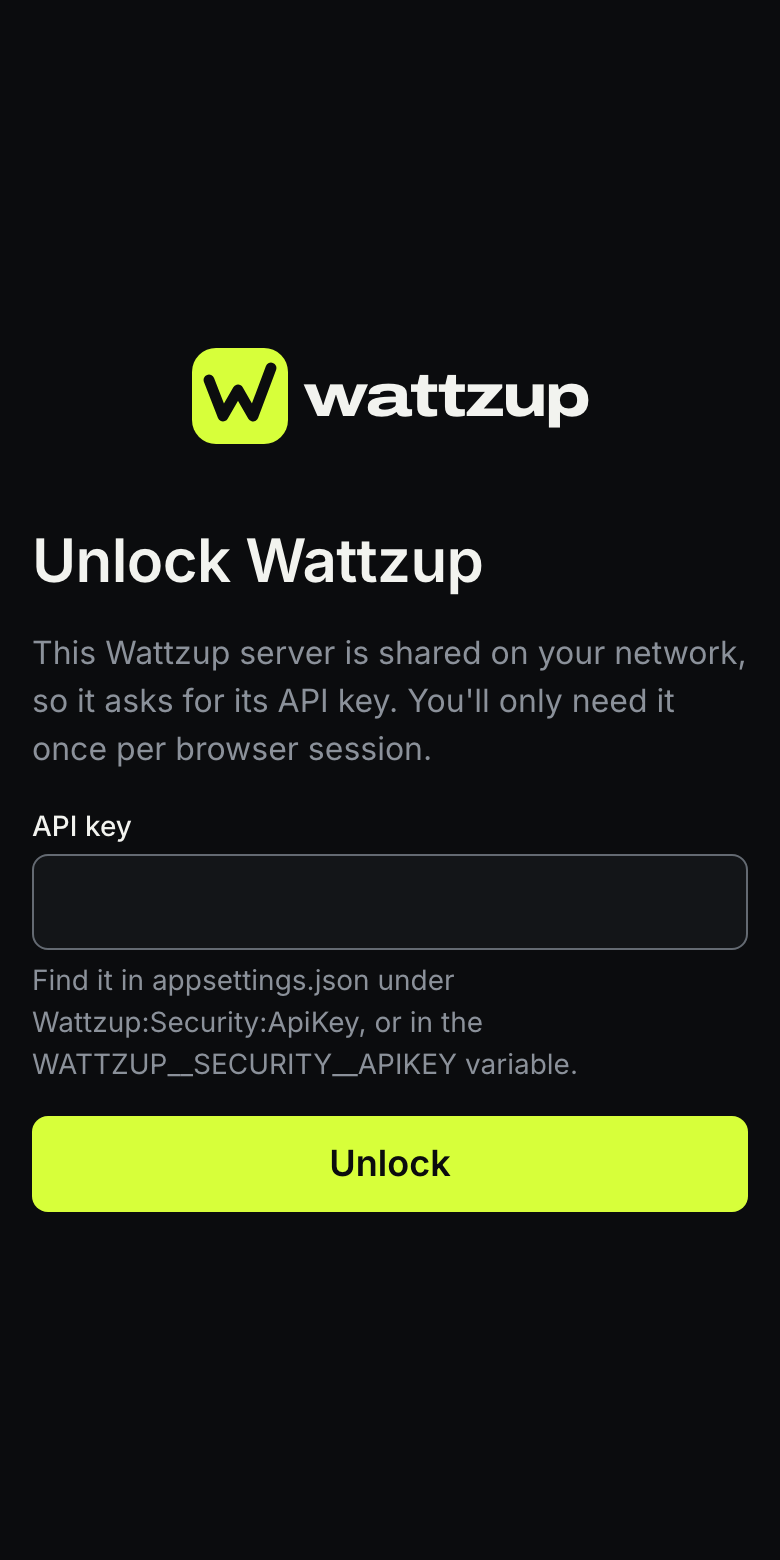 wattzup
Unlock Wattzup
This Wattzup server is shared on your network,
so it asks for its API key. You'll only need it
once per browser session.
API key
Find it in appsettings.json under
Wattzup:Security:ApiKey, or in the
WATTZUP__SECURITY__APIKEY variable.
Unlock